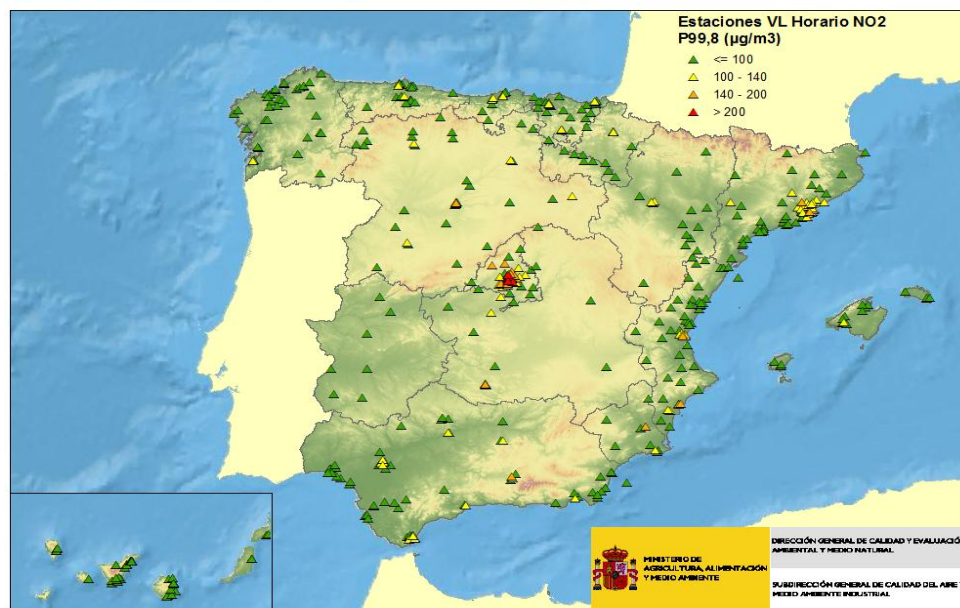 Estaciones VL Horario NO2
P99,8 (µg/m3)
<= 100
100 - 140
140 - 200
> 200
MINISTERIO DE
AGRICULTURA, ALIMENTACIÓN
Y MEDIO AMBIENTE
DIRECCIÓN GENERAL DE CALIDAD Y EVALUACIÓ
AMBIENTAL Y MEDIO NATURAL
SUBDIRECCIÓN GENERAL DE CALIDAD DEL AIRE Y
MEDIO AMBIENTE INDUSTRIAL